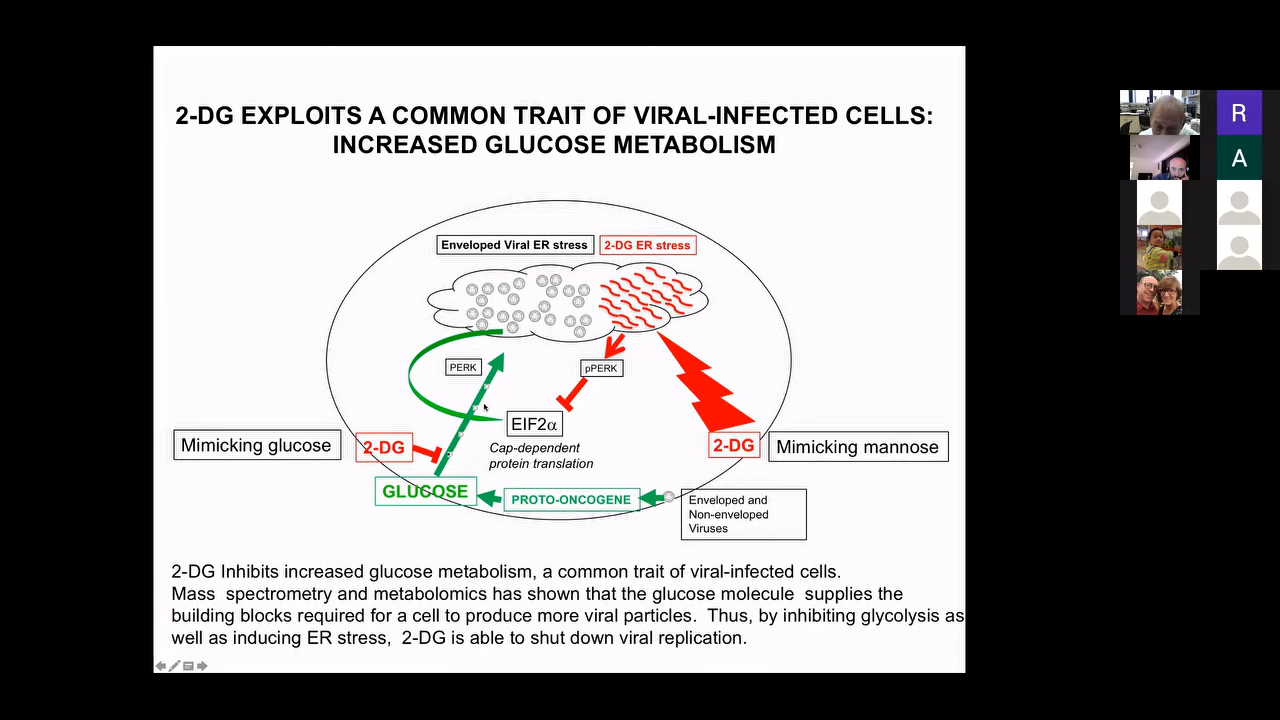 2-DG EXPLOITS A COMMON TRAIT OF VIRAL-INFECTED CELLS:
INCREASED GLUCOSE METABOLISM
Enveloped Viral ER stress
2-DG ER stress
PERK
pPERK
EIF2α
Cap-dependent
protein translation
Mimicking glucose
2-DG
2-DG
Mimicking mannose
GLUCOSE
PROTO-ONCOGENE
Enveloped and
Non-enveloped
Viruses
2-DG Inhibits increased glucose metabolism, a common trait of viral-infected cells.
Mass spectrometry and metabolomics has shown that the glucose molecule supplies the
building blocks required for a cell to produce more viral particles. Thus, by inhibiting glycolysis as
well as inducing ER stress, 2-DG is able to shut down viral replication.
R
A